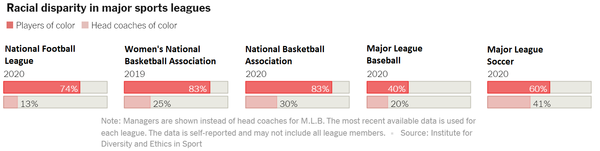 Racial disparity in major sports leagues
Players of color Head coaches of color
National Football
League
2020
74%
13%
Women's National
Basketball Association
2019
83%
25%
National Basketball
Association
2020
83%
30%
Major League
Baseball
2020
40%
20%
Major League
Soccer
2020
60%
41%
Note: Managers are shown instead of head coaches for M.L.B. The most recent available data is used for
each league. The data is self-reported and may not include all league members. • Source: Institute for
Diversity and Ethics in Sport